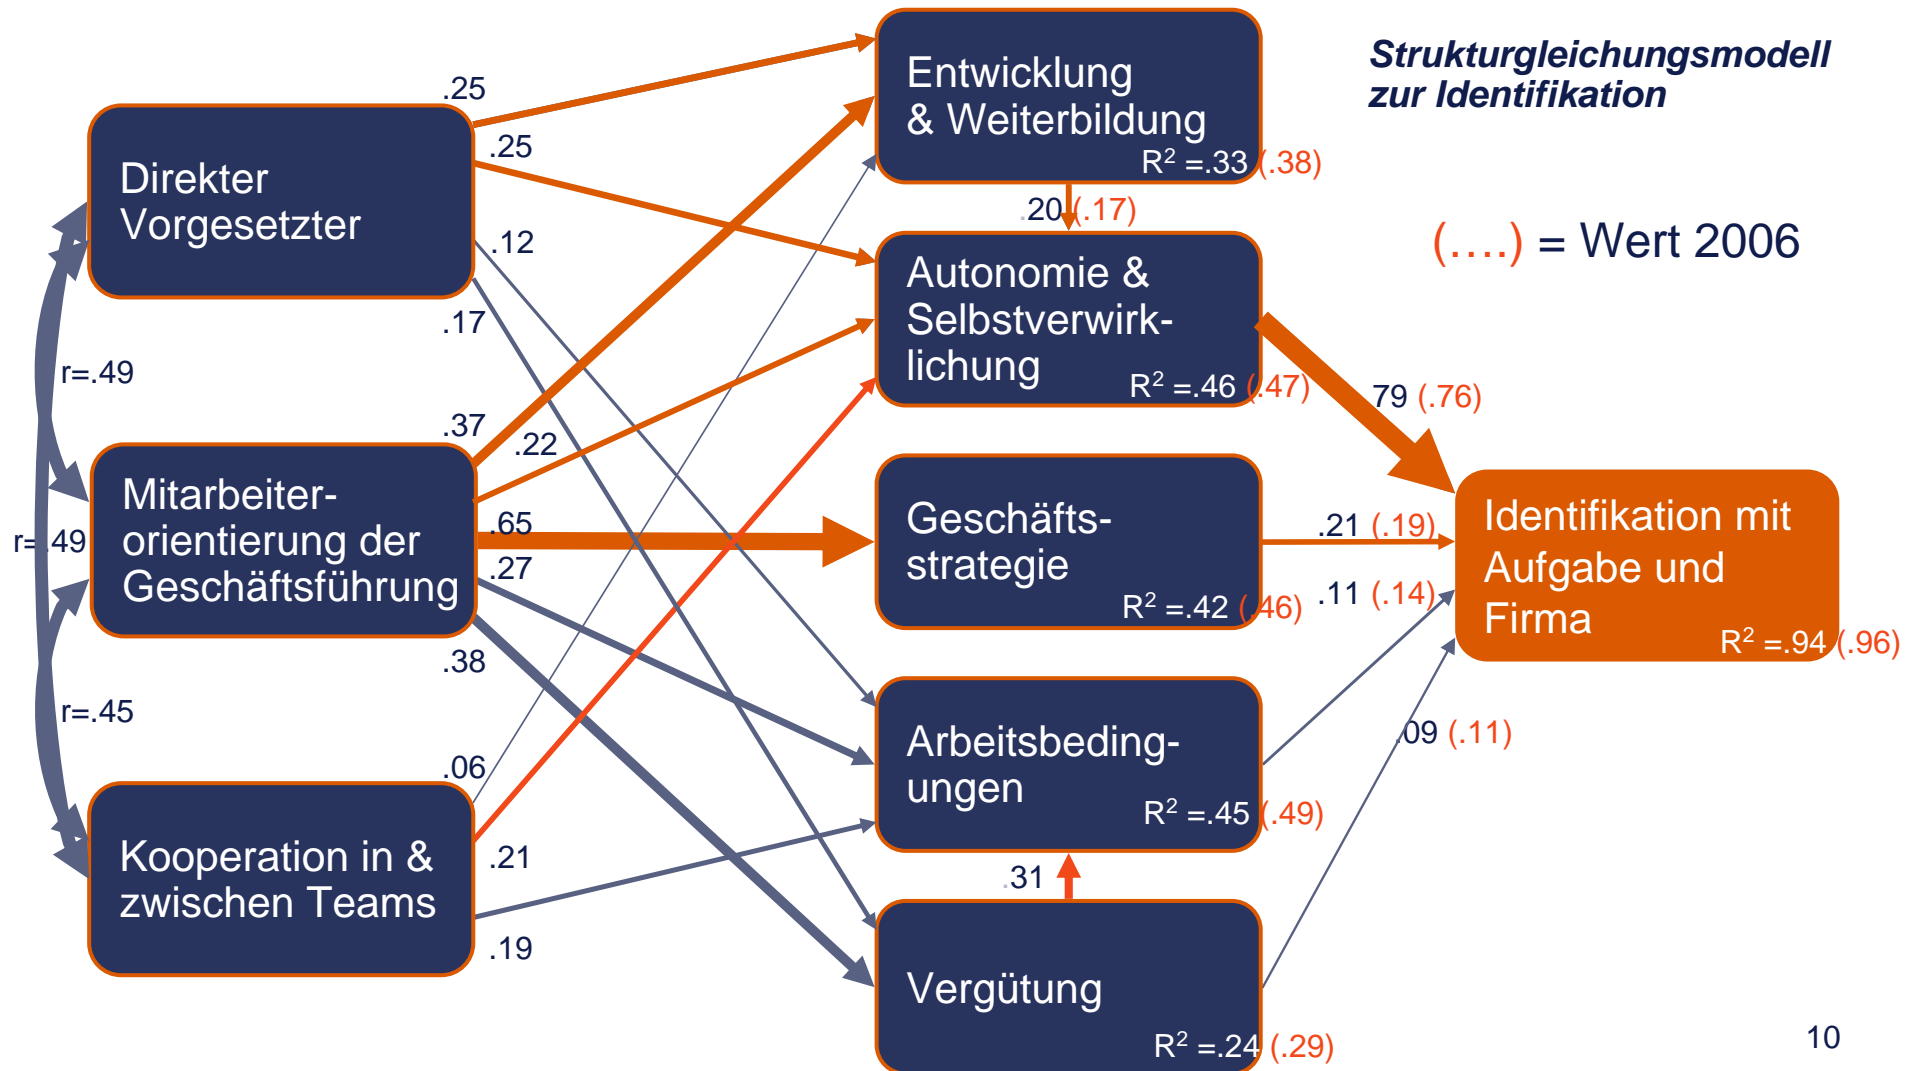 Strukturgleichungsmodell
zur Identifikation
(....) = Wert 2006
Direkter
Vorgesetzter
Mitarbeiter-
orientierung der
Geschäftsführung
Kooperation in &
zwischen Teams
r=.49
r=.49
r=.45
.25
.25
.12
.17
.37
.22
.65
.27
.38
.06
.21
.19
Entwicklung
& Weiterbildung
R² =.33 (.38)
.20 (.17)
Autonomie &
Selbstverwirk-
lichung
R² =.46 (.47)
Geschäfts-
strategie
R² =.42 (.46)
Arbeitsbeding-
ungen
R² =.45 (.49)
.31
Vergütung
R² =.24 (.29)
.79 (.76)
.21 (.19)
.11 (.14)
.09 (.11)
Identifikation mit
Aufgabe und
Firma
R² =.94 (.96)
10